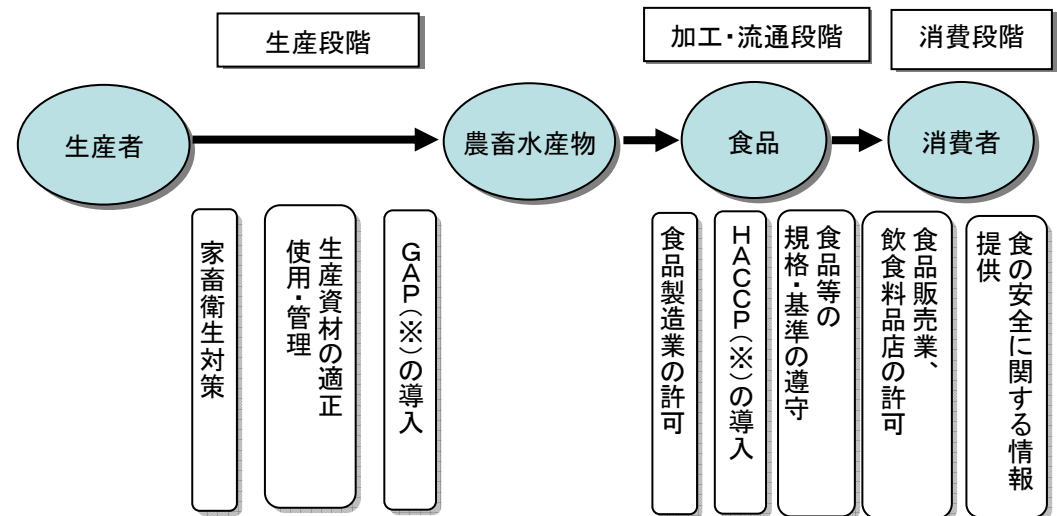 生産段階
加工・流通段階
消費段階
生産者
農畜水産物
食品
消費者
家畜衛生対策
生産資材の適正
使用・管理
GAP(※)の導入
食品製造業の許可
HACCP(※)の導入
食品等の
規格・基準の遵守
食品販売業、
飲食料品店の許可
食の安全に関する情報
提供